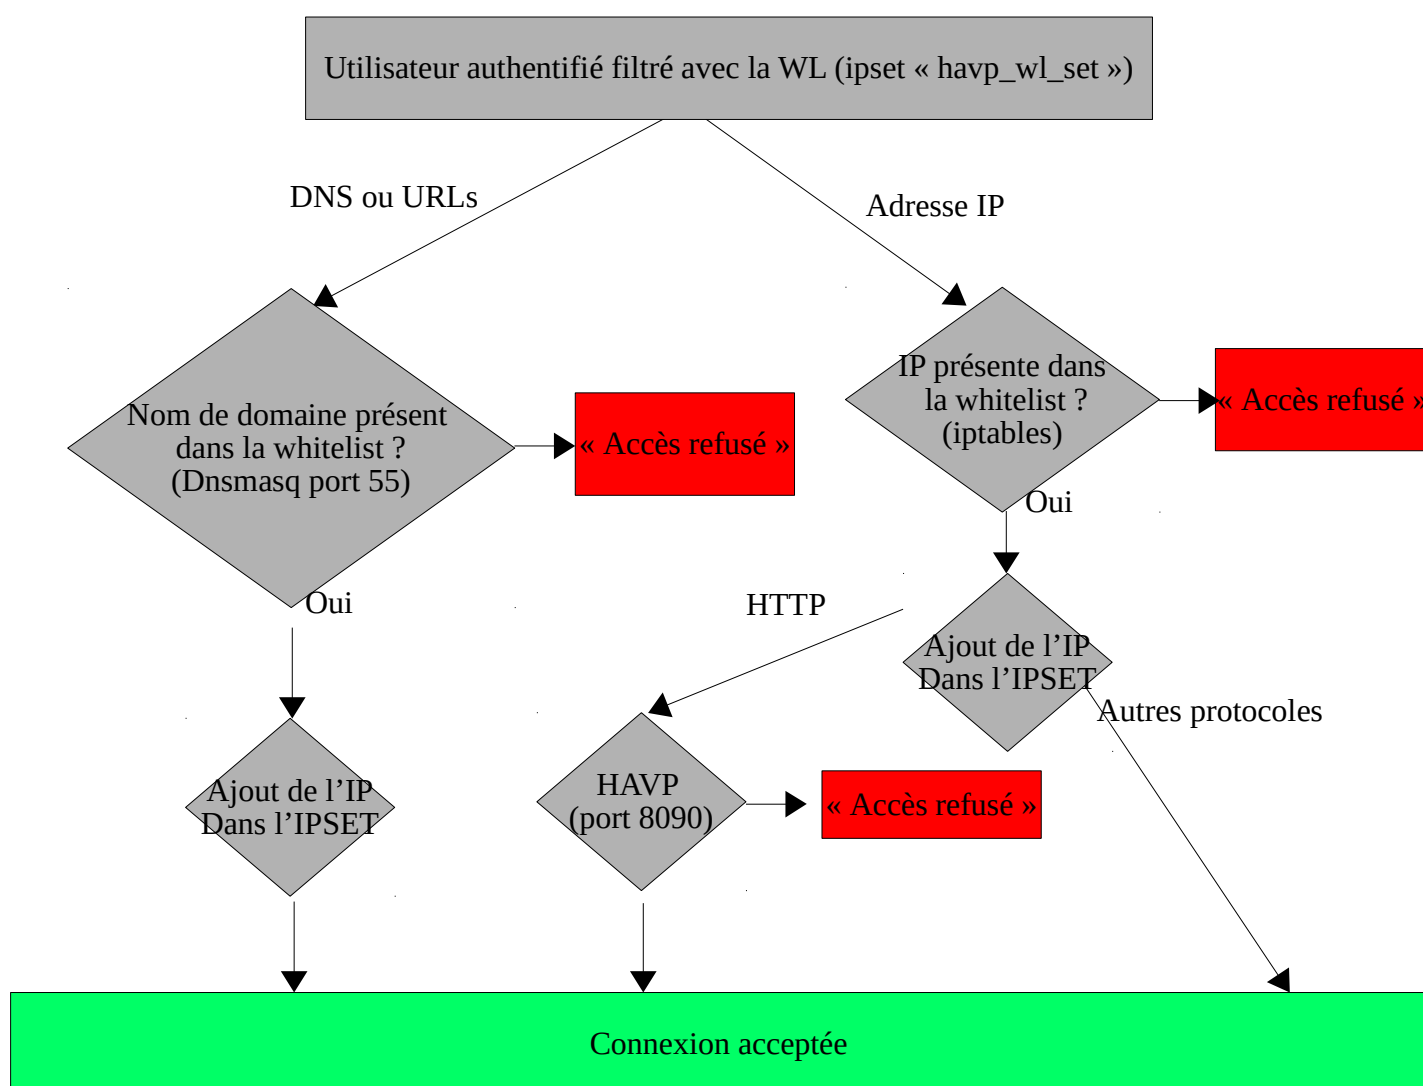 Utilisateur authentifié filtré avec la WL (ipset « havp_wl_set »)
DNS ou URLs
Adresse IP
Nom de domaine présent
dans la whitelist ?
(Dnsmasq port 55)
« Accès refusé »
IP présente dans
la whitelist ?
(iptables)
« Accès refusé »
Oui
Oui
HTTP
Ajout de l’IP
Dans l’IPSET
Autres protocoles
Ajout de l’IP
Dans l’IPSET
HAVP
(port 8090)
« Accès refusé »
Connexion acceptée